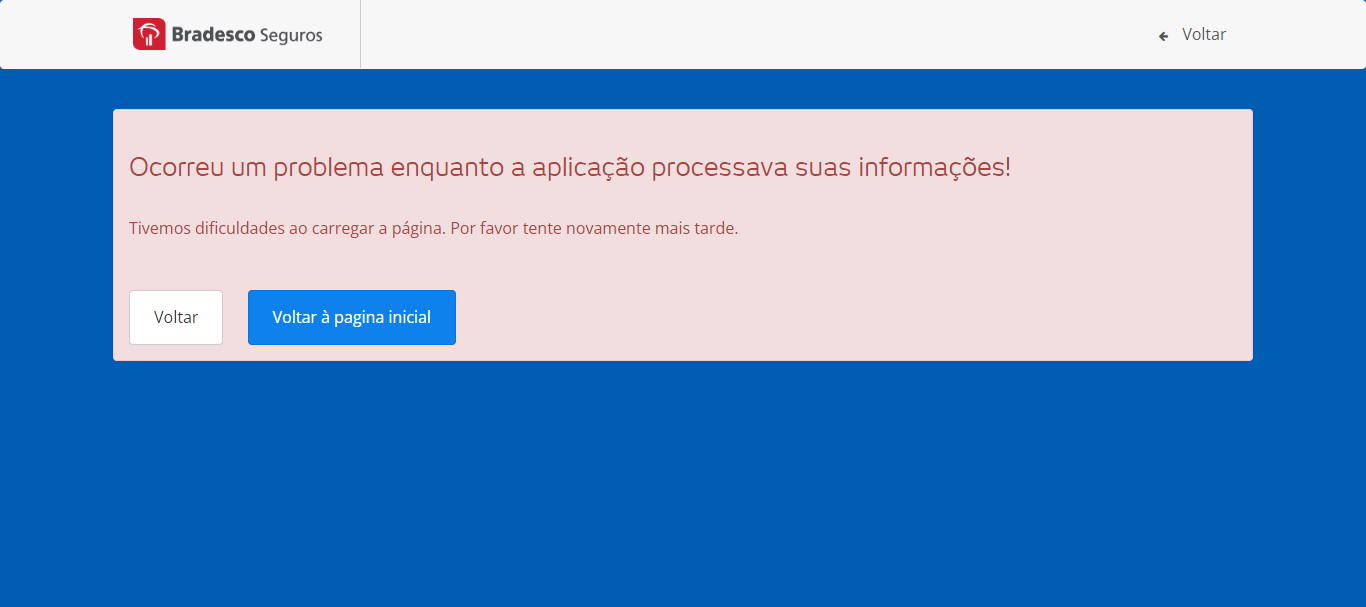 Bradesco Seguros
Voltar
Ocorreu um problema enquanto a aplicação processava suas informações!
Tivemos dificuldades ao carregar a página. Por favor tente novamente mais tarde.
Voltar
Voltar à pagina inicial